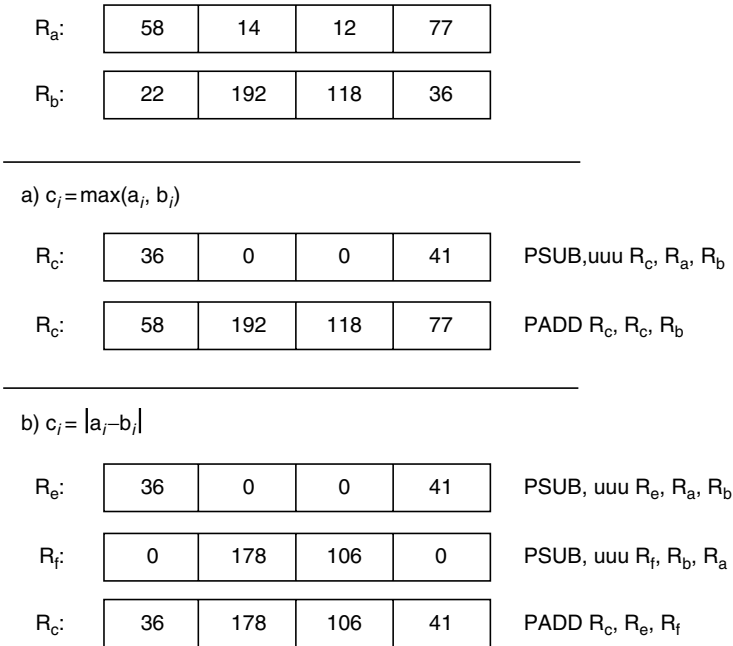 Ra: 58 14 12 77
Rb: 22 192 118 36
a) ci=max(ai, bi)
Rc: 36 0 0 41 PSUB,uuu Rc, Ra, Rb
Rc: 58 192 118 77 PADD Rc, Rc, Rb
b) ci= |ai–bi|
Re: 36 0 0 41 PSUB, uuu Re, Ra, Rb
Rf: 0 178 106 0 PSUB, uuu Rf, Rb, Ra
Rc: 36 178 106 41 PADD Rc, Re, Rf